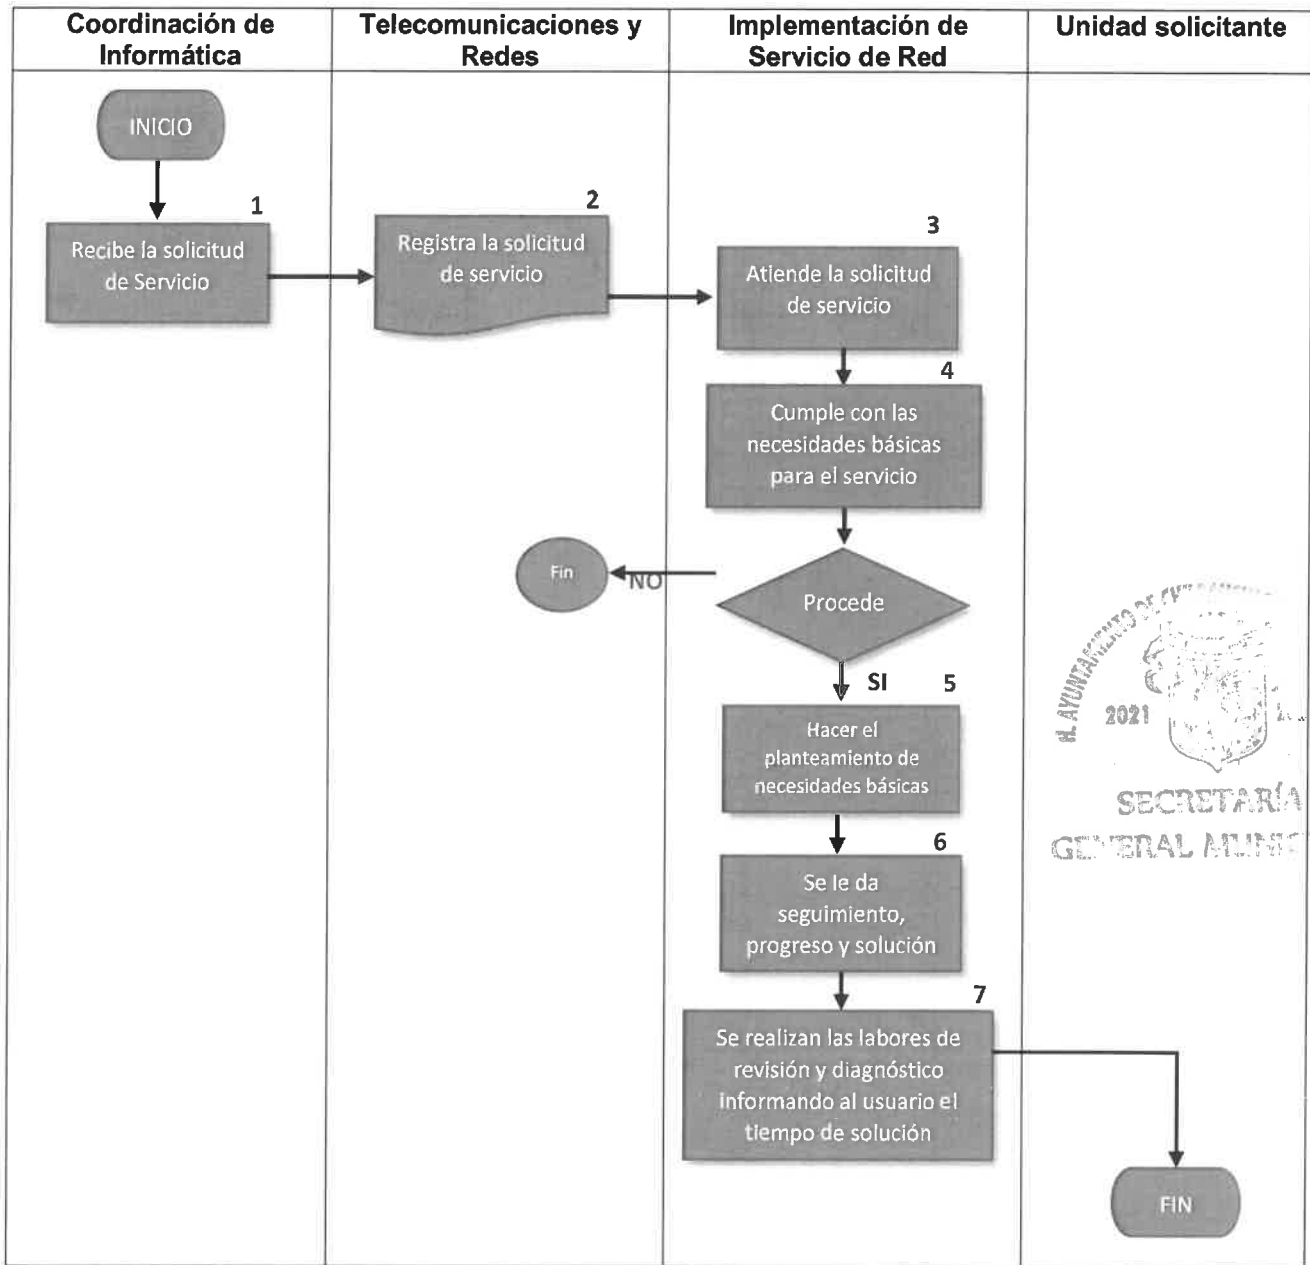 Coordinación de
Informática
Telecomunicaciones y
Redes
Implementación de
Servicio de Red
Unidad solicitante
INICIO
1
Recibe la solicitud
de Servicio
2
Registra la solicitud
de servicio
3
Atiende la solicitud
de servicio
4
Cumple con las
necesidades básicas
para el servicio
Fin
NO
Procede
SI
5
Hacer el
planteamiento de
necesidades básicas
H. AYUNTAMIENTO DE
2021
SECRETARÍA
GENERAL
6
Se le da
seguimiento,
progreso y solución
7
Se realizan las labores de
revisión y diagnóstico
informando al usuario el
tiempo de solución
FIN